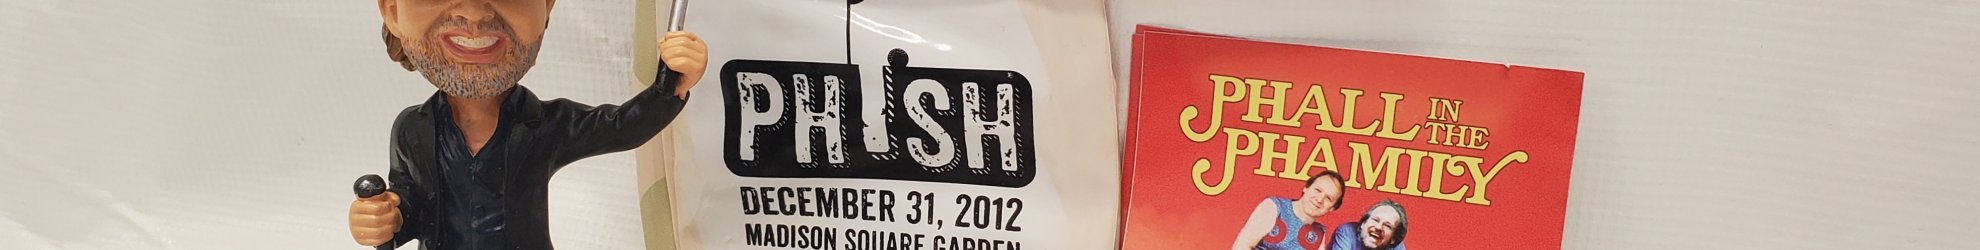 PHISH
DECEMBER 31, 2012
MADISON SQUARE GARDEN
PHALL IN THE
PHAMILY